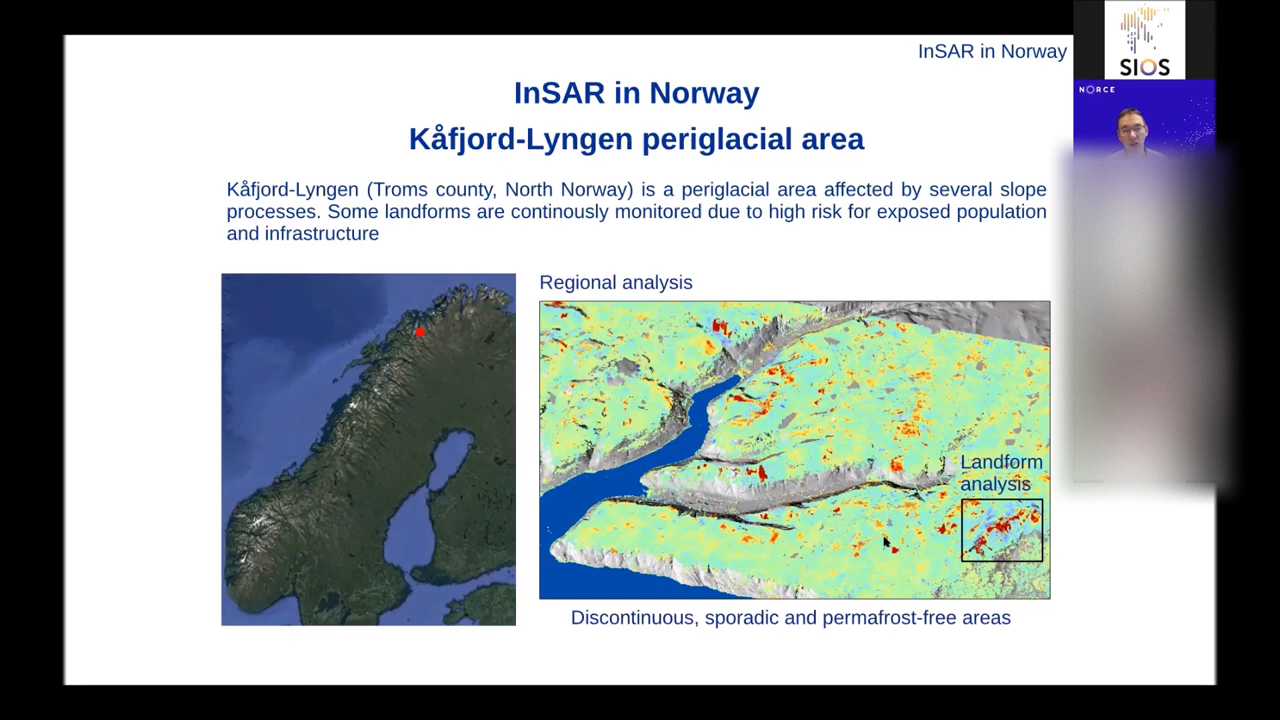 InSAR in Norway
SIOS
NORCE
InSAR in Norway
Kåfjord-Lyngen periglacial area
Kåfjord-Lyngen (Troms county, North Norway) is a periglacial area affected by several slope
processes. Some landforms are continously monitored due to high risk for exposed population
and infrastructure
Regional analysis
Landform
analysis
Discontinuous, sporadic and permafrost-free areas